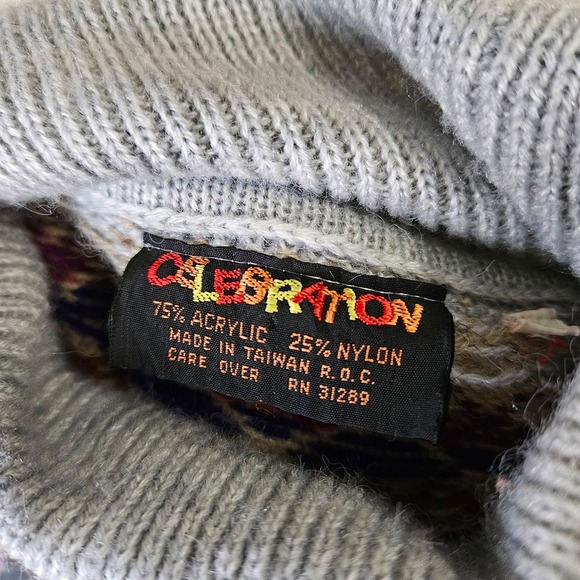 CELEBRATION
75% ACRYLIC 25% NYLON
MADE IN TAIWAN R.O.C.
CARE OVER RN 31289